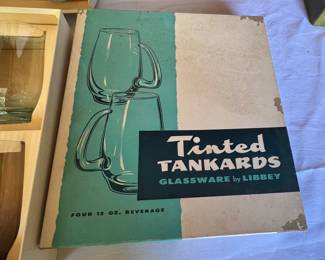 Tinted
TANKARDS
GLASSWARE by LIBBEY
FOUR 12 OZ. BEVERAGE